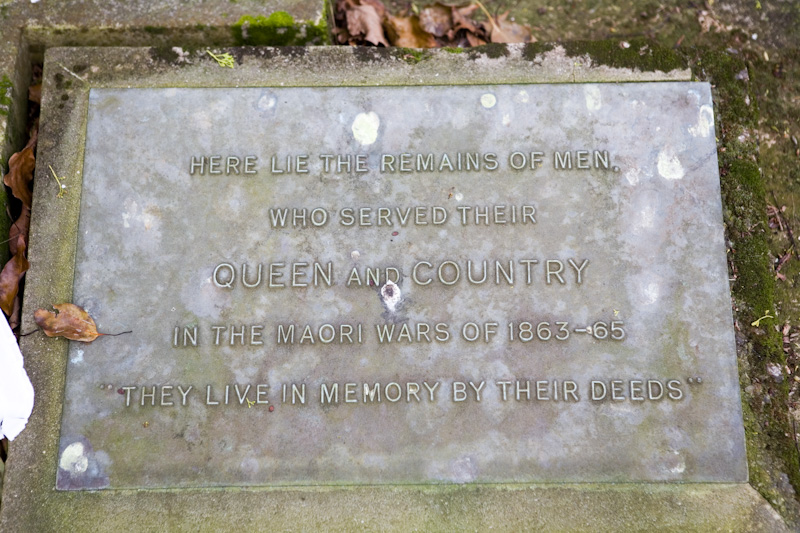 HERE LIE THE REMAINS OF MEN,
WHO SERVED THEIR
QUEEN AND COUNTRY
IN THE MAORI WARS OF 1863-65
"THEY LIVE IN MEMORY BY THEIR DEEDS"